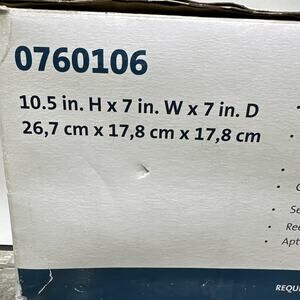 0760106
10.5 in. H x 7 in. W x 7 in. D
26,7 cm x 17,8 cm x 17,8 cm